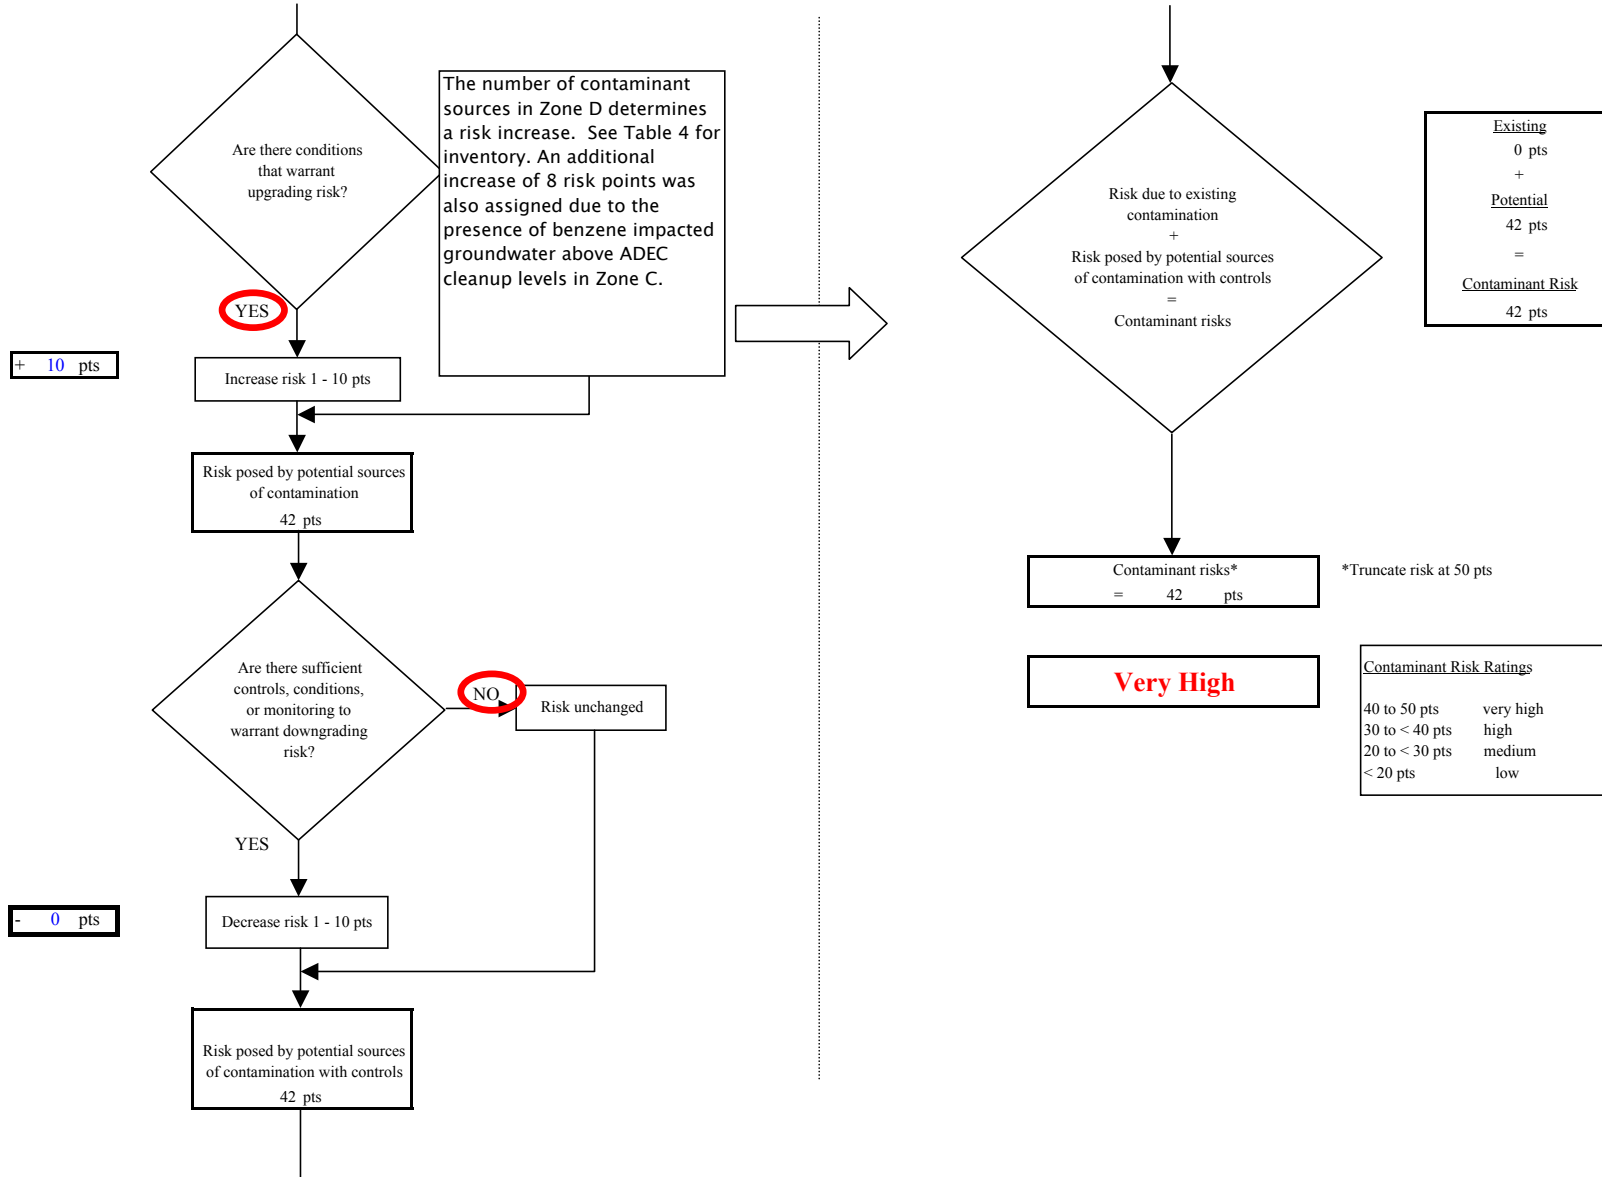 Are there conditions
that warrant
upgrading risk?
The number of contaminant
sources in Zone D determines
a risk increase.  See Table 4 for
inventory. An additional
increase of 8 risk points was
also assigned due to the
presence of benzene impacted
groundwater above ADEC
cleanup levels in Zone C.
YES
+ 10 pts
Increase risk 1 - 10 pts
Risk posed by potential sources
of contamination
42 pts
Are there sufficient
controls, conditions,
or monitoring to
warrant downgrading
risk?
NO
Risk unchanged
YES
- 0 pts
Decrease risk 1 - 10 pts
Risk posed by potential sources
of contamination with controls
42 pts
Risk due to existing
contamination
+
Risk posed by potential sources
of contamination with controls
=
Contaminant risks
Existing
0 pts
+
Potential
42 pts
=
Contaminant Risk
42 pts
Contaminant risks*
= 42 pts
*Truncate risk at 50 pts
Very High
Contaminant Risk Ratings
40 to 50 pts very high
30 to < 40 pts high
20 to < 30 pts medium
< 20 pts low